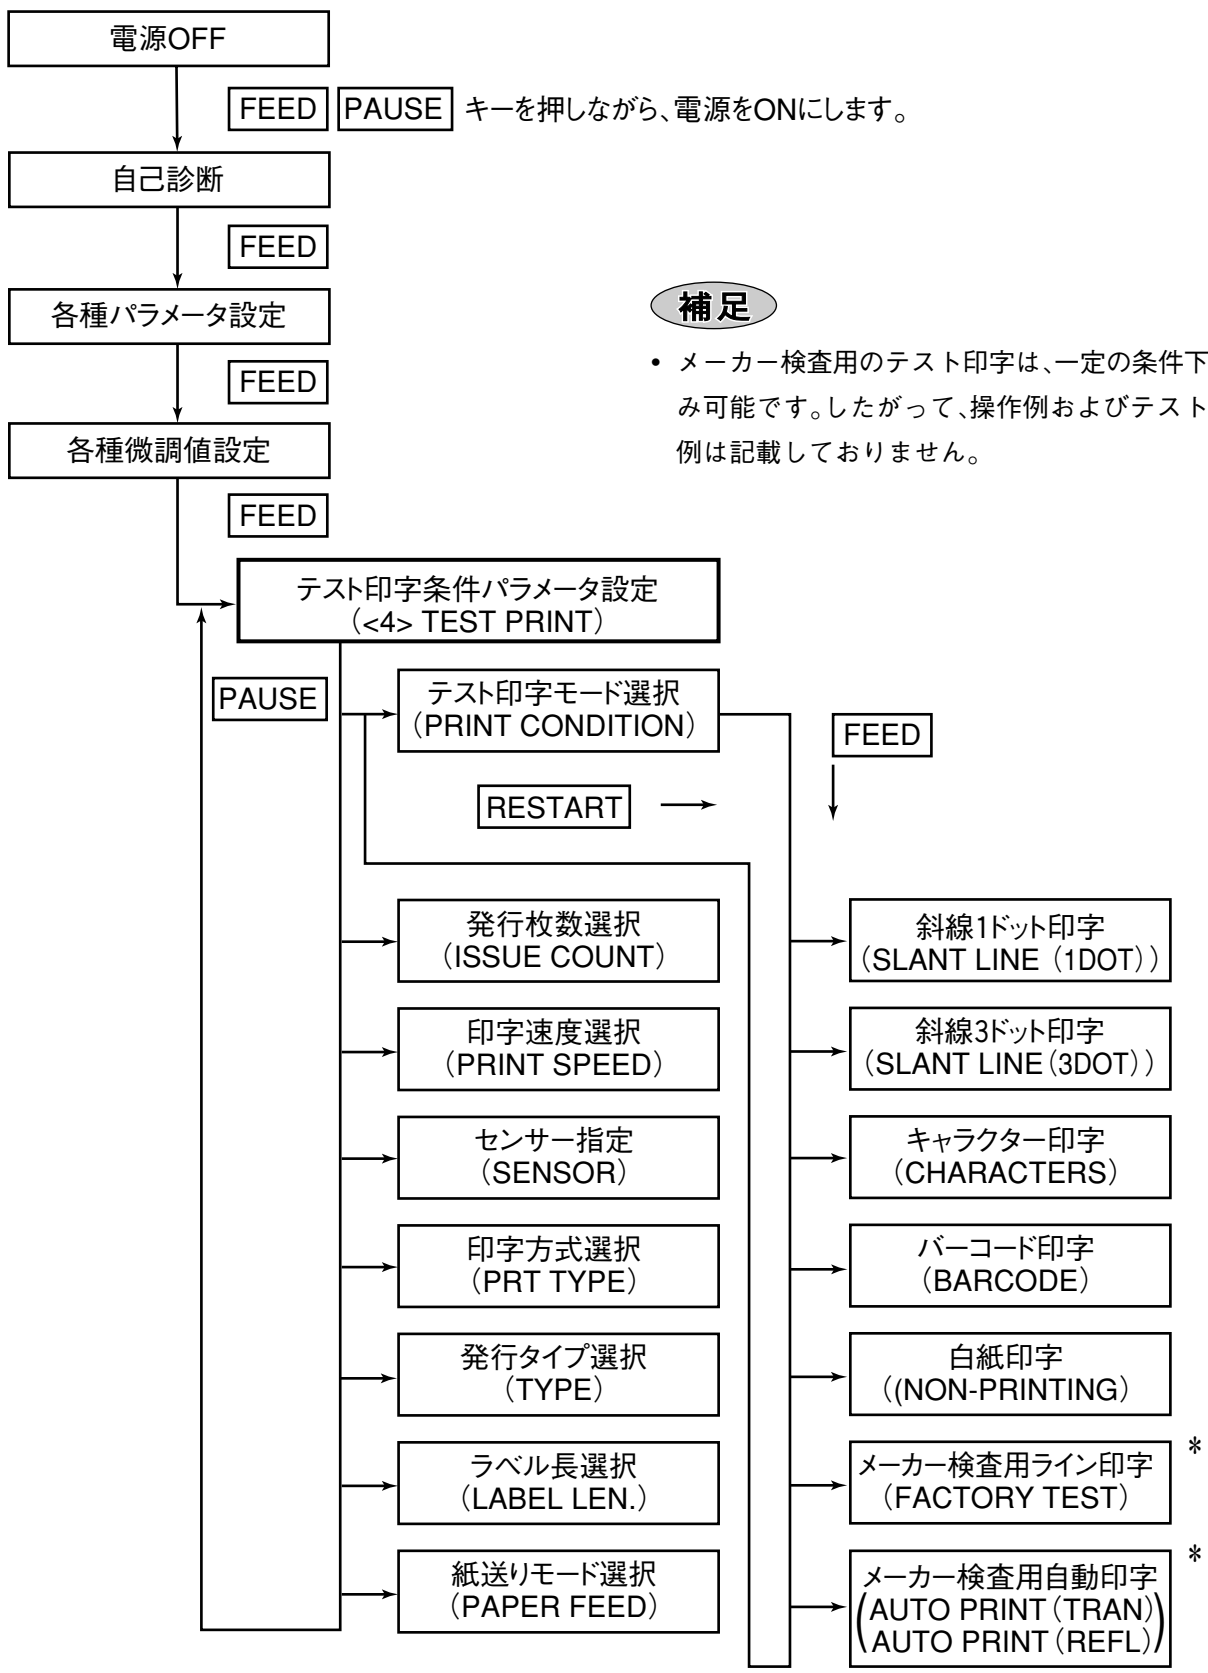 電源OFF
FEED PAUSE キーを押しながら、電源をONにします。
自己診断
FEED
各種パラメータ設定
FEED
各種微調値設定
FEED
補足
• メーカー検査用のテスト印字は、一定の条件下
み可能です。したがって、操作例およびテスト
例は記載しておりません。
テスト印字条件パラメータ設定
（<4> TEST PRINT）
PAUSE
テスト印字モード選択
（PRINT CONDITION）
FEED
RESTART
発行枚数選択
（ISSUE COUNT）
印字速度選択
（PRINT SPEED）
センサー指定
（SENSOR）
印字方式選択
（PRT TYPE）
発行タイプ選択
（TYPE）
ラベル長選択
（LABEL LEN.）
紙送りモード選択
（PAPER FEED）
斜線1ドット印字
（SLANT LINE（1DOT））
斜線3ドット印字
（SLANT LINE（3DOT））
キャラクター印字
（CHARACTERS）
バーコード印字
（BARCODE）
白紙印字
（(NON-PRINTING）
メーカー検査用ライン印字 *
（FACTORY TEST）
メーカー検査用自動印字 *
(AUTO PRINT（TRAN）
AUTO PRINT（REFL）)